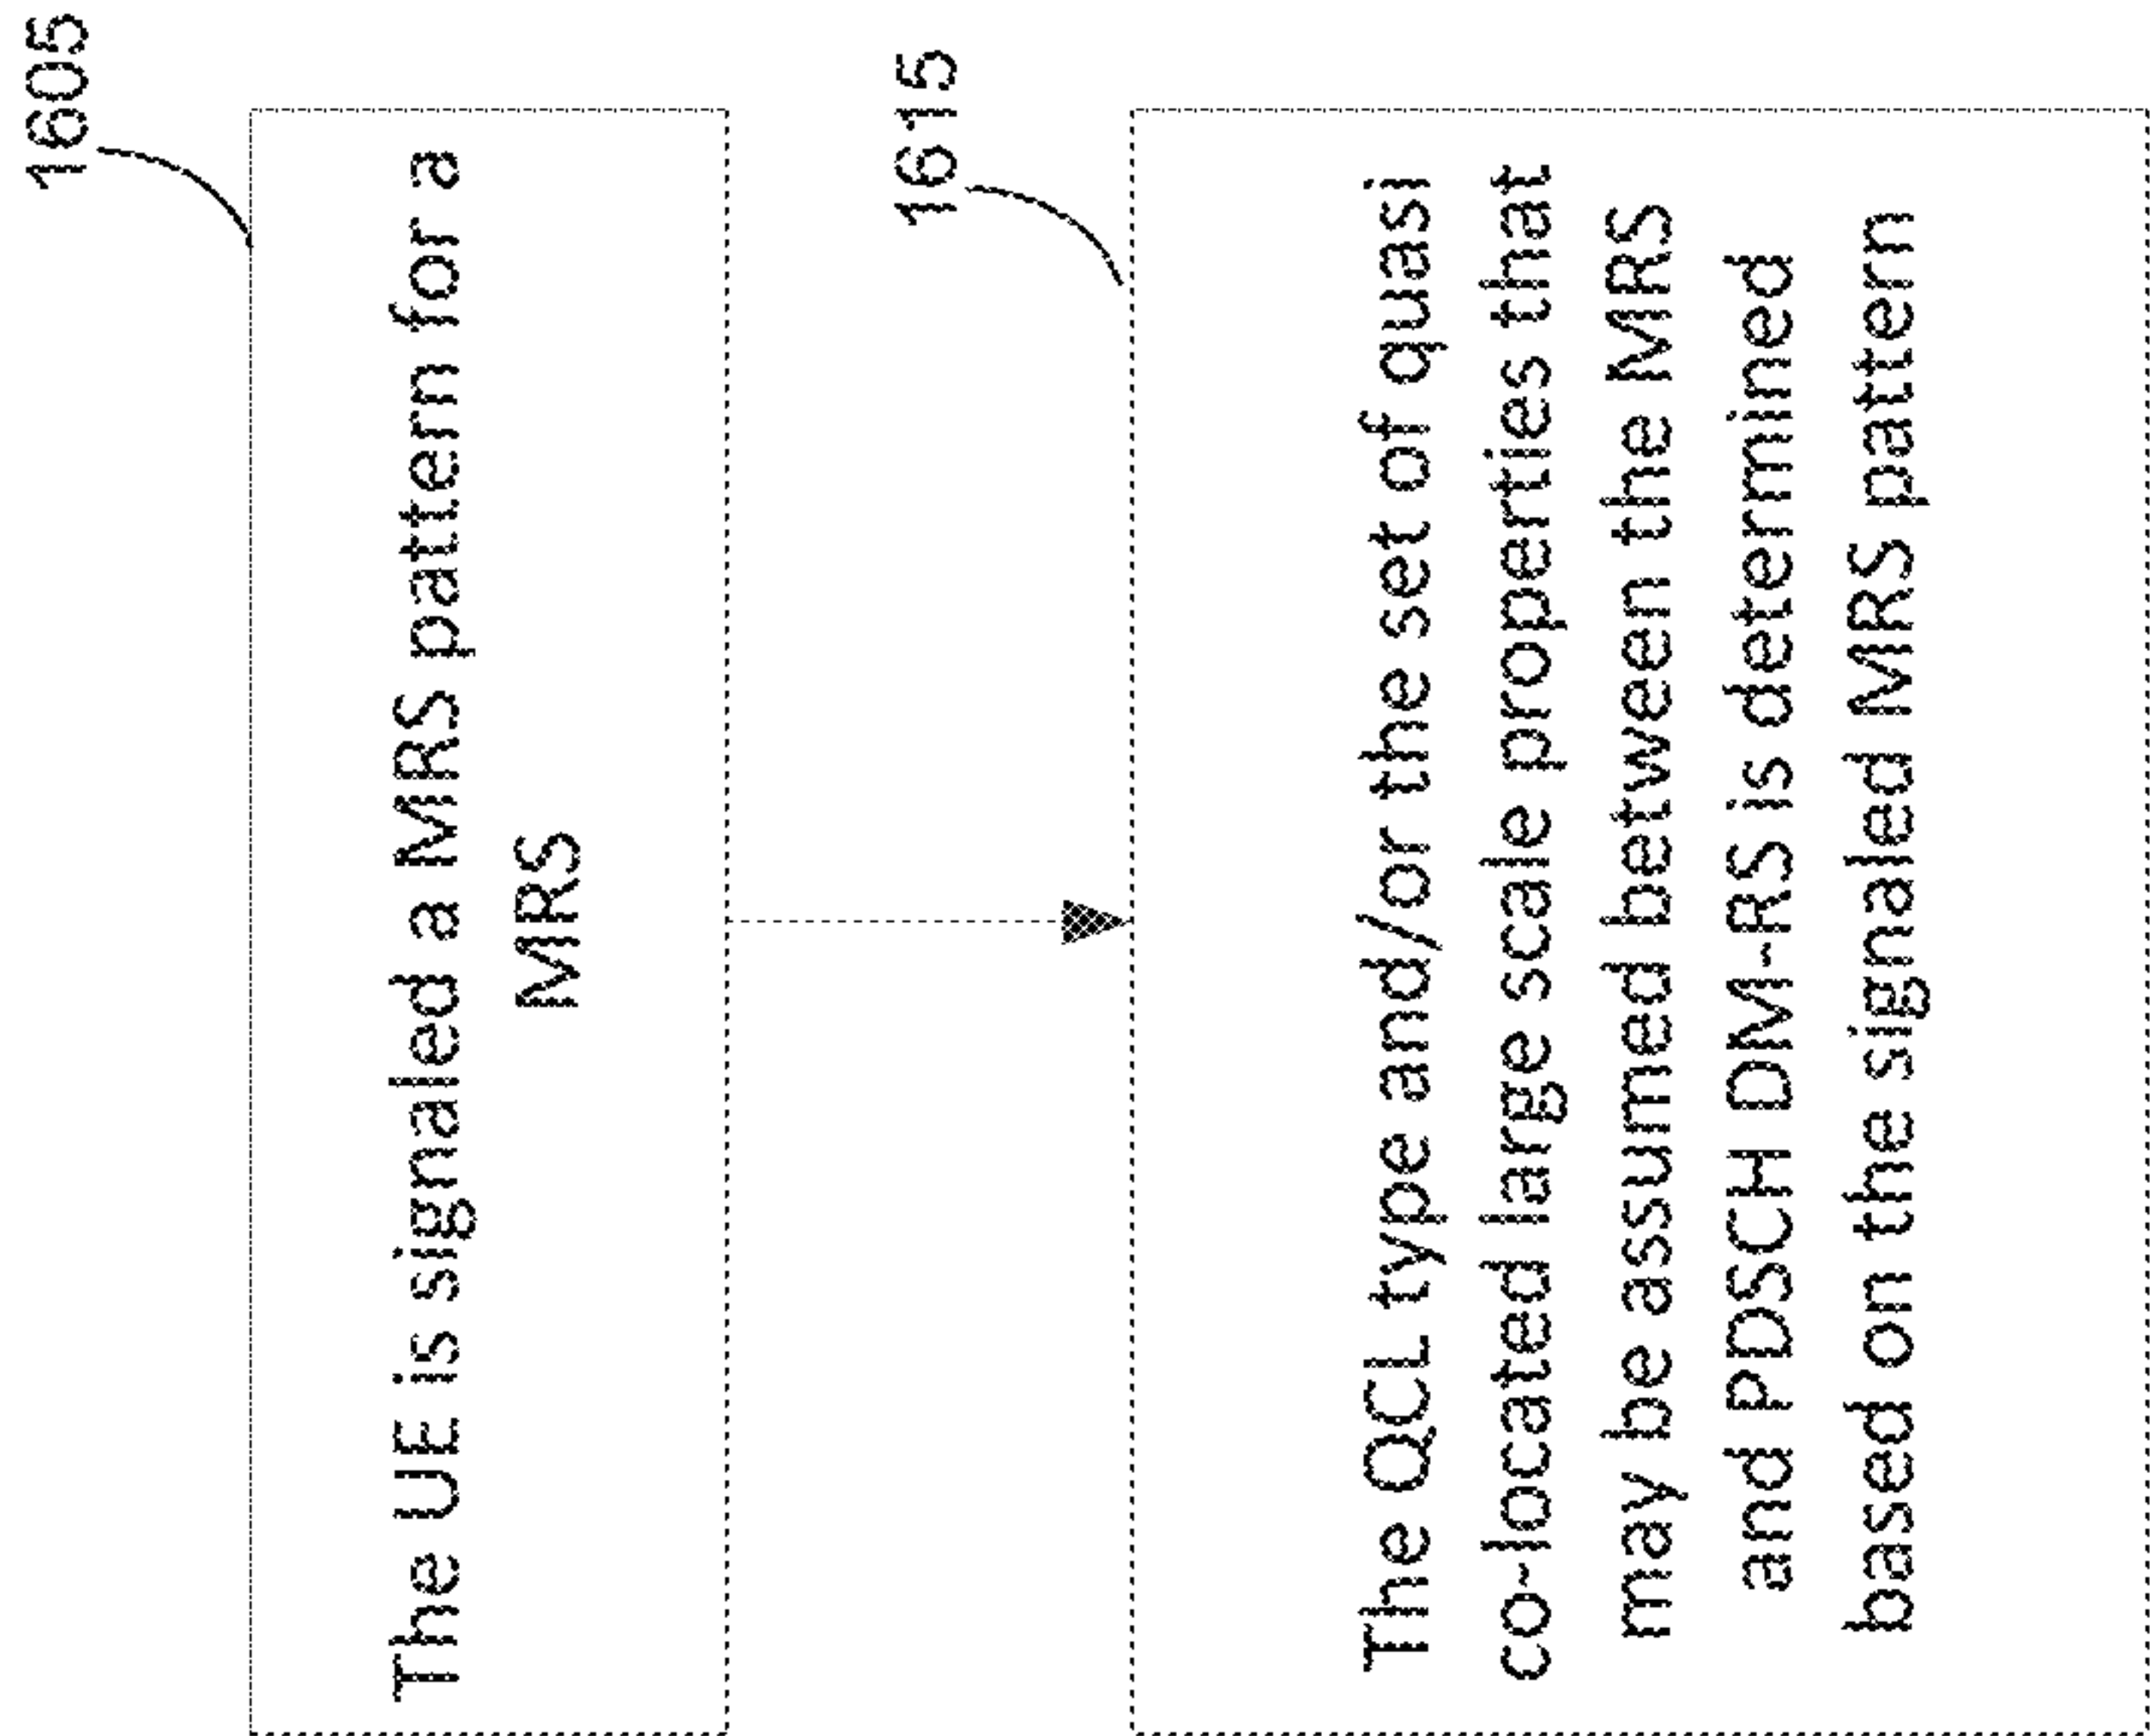 1605
The UE is signaled a MRS pattern for a
MRS
1615
The QCL type and/or the set of quasi
co-located large scale properties that
may be assumed between the MRS
and PDSCH DM-RS is determined
based on the signaled MRS pattern